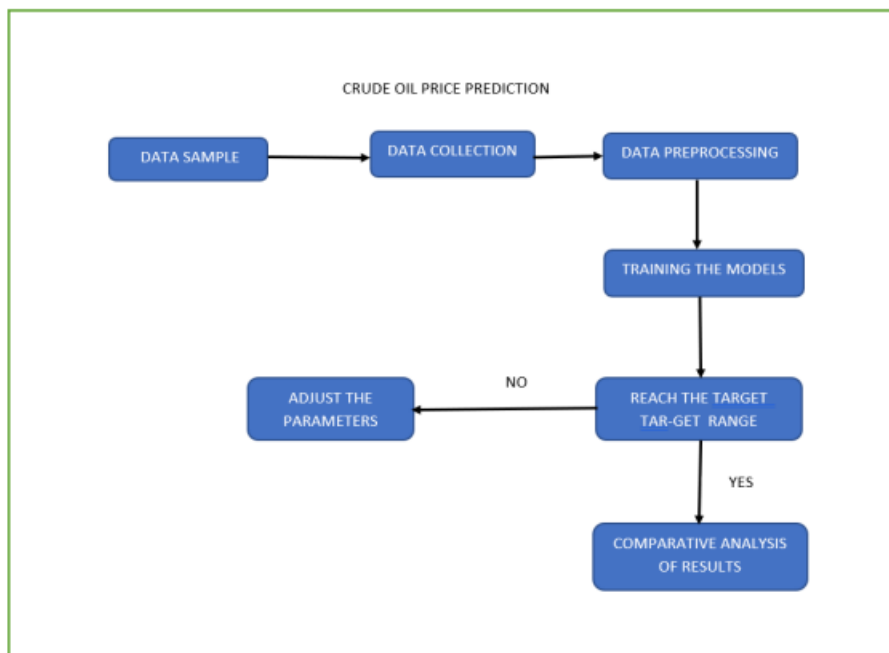 CRUDE OIL PRICE PREDICTION
DATA SAMPLE
DATA COLLECTION
DATA PREPROCESSING
TRAINING THE MODELS
REACH THE TARGET
TAR-GET RANGE
NO
ADJUST THE
PARAMETERS
YES
COMPARATIVE ANALYSIS
OF RESULTS